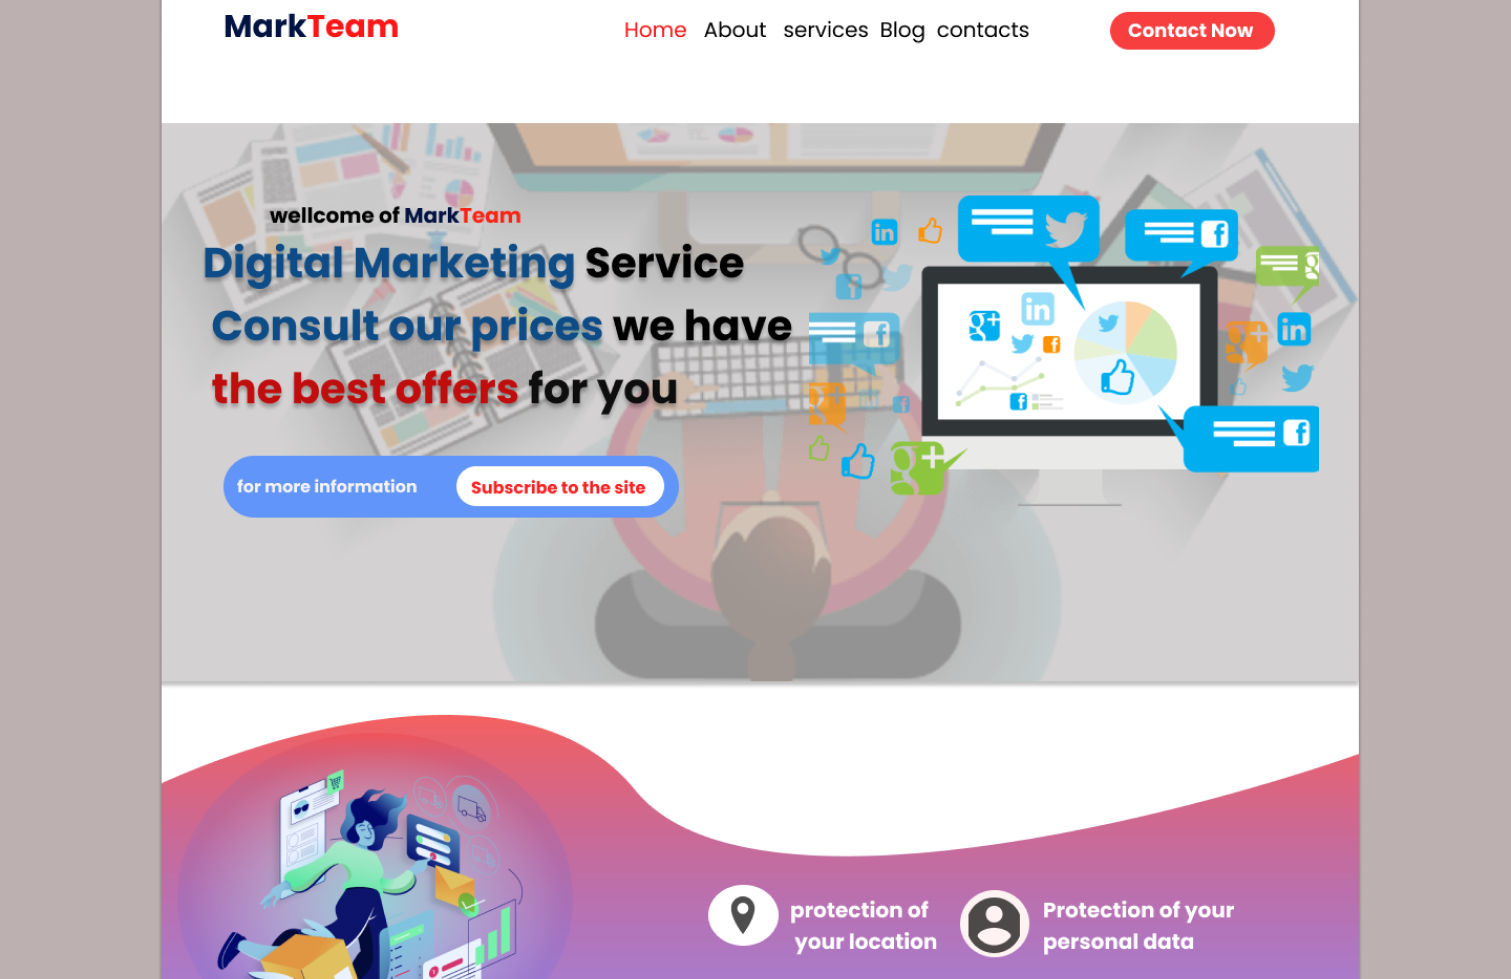 MarkTeam
Home About services Blog contacts
Contact Now
wellcome of MarkTeam
Digital Marketing Service
Consult our prices we have
the best offers for you
for more information
Subscribe to the site
protection of
your location
Protection of your
personal data